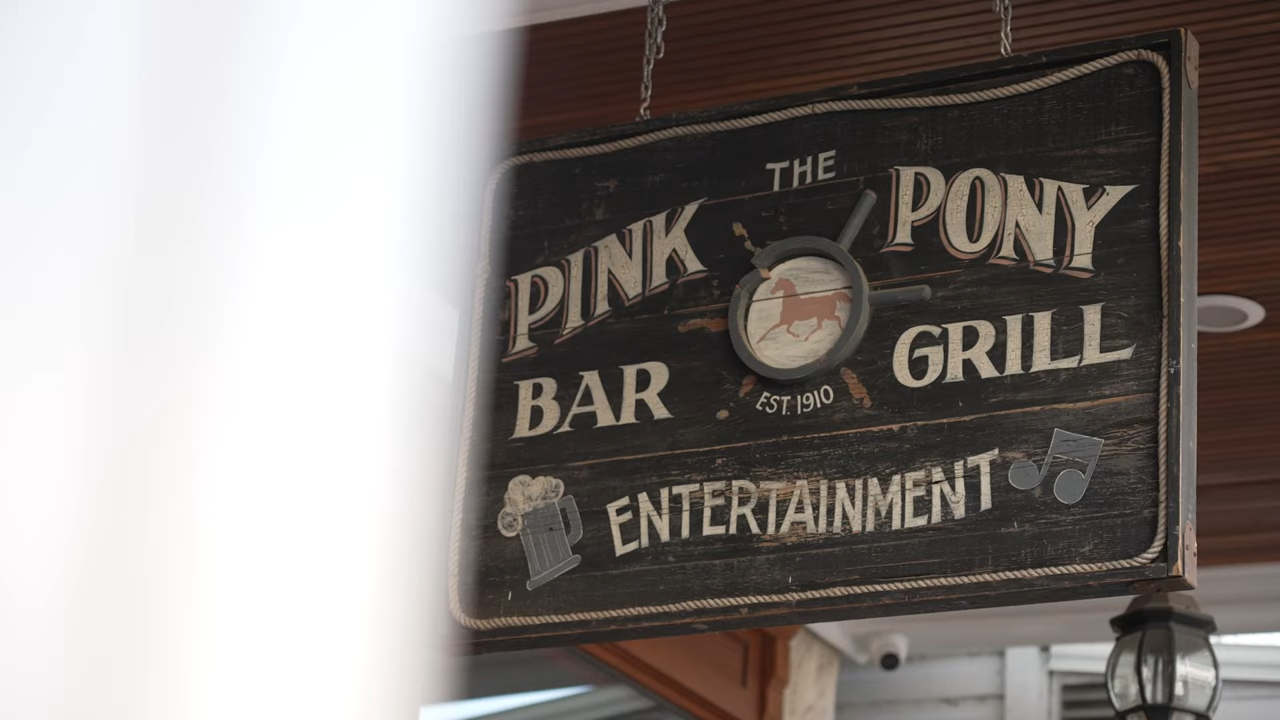 THE
PINK PONY
BAR GRILL
EST. 1910
ENTERTAINMENT